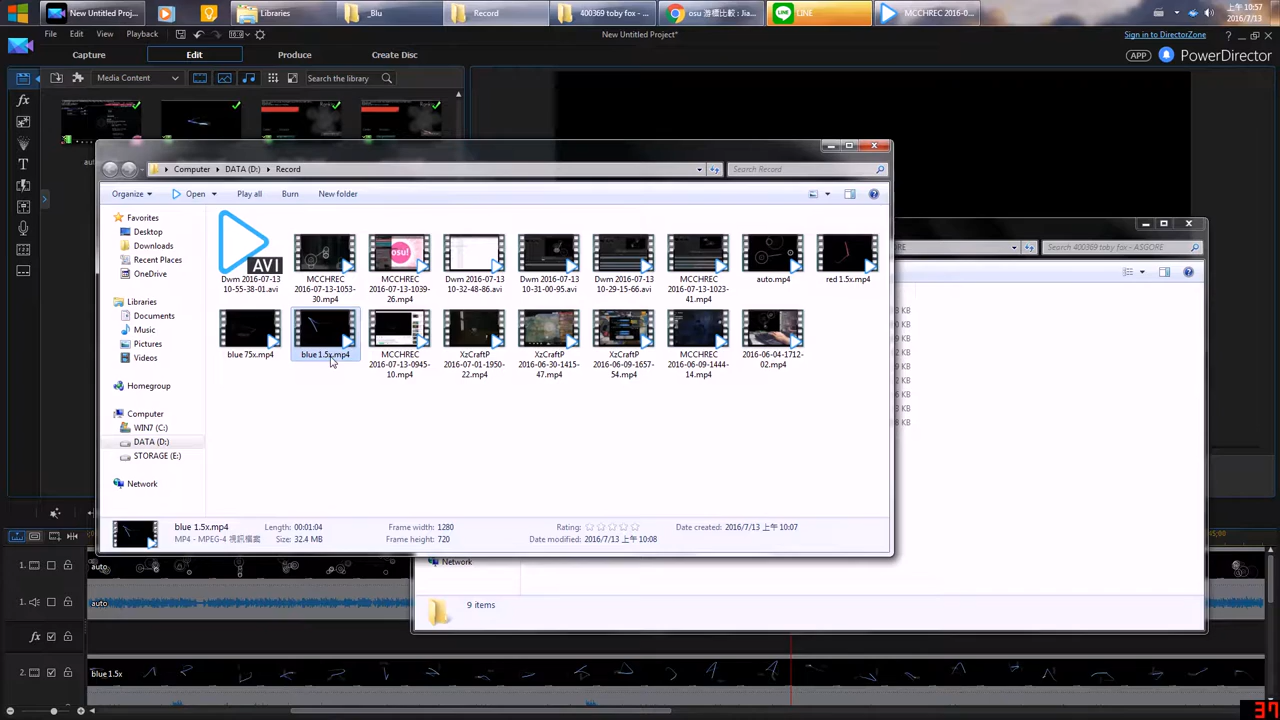 New Untitled Project...
Libraries
_Blu
Record
400369 toby fox - ...
osu 游標比較 : Jia...
LINE
MCCHREC 2016-0...
上午 10:57
2016/7/13
File
Edit
View
Playback
New Untitled Project*
Sign in to DirectorZone
Capture
Edit
Produce
Create Disc
APP
PowerDirector
Media Content
Search the library
fx
T
Computer
DATA (D:)
Record
Search Record
Organize
Open
Play all
Burn
New folder
Search 400369 toby fox - ASGORE
Favorites
Desktop
Downloads
Recent Places
OneDrive
Libraries
Documents
Music
Pictures
Videos
Homegroup
Computer
WIN7 (C:)
DATA (D:)
STORAGE (E:)
Network
AVI
osu!
Dwm 2016-07-13
10-55-38-01.avi
MCCHREC
2016-07-13-1053-
30.mp4
MCCHREC
2016-07-13-1039-
26.mp4
Dwm 2016-07-13
10-32-48-86.avi
Dwm 2016-07-13
10-31-00-95.avi
Dwm 2016-07-13
10-29-15-66.avi
MCCHREC
2016-07-13-1023-
41.mp4
auto.mp4
red 1.5x.mp4
blue 75x.mp4
blue 1.5x.mp4
MCCHREC
2016-07-13-0945-
10.mp4
XzCraftP
2016-07-01-1950-
22.mp4
XzCraftP
2016-06-30-1415-
47.mp4
XzCraftP
2016-06-09-1657-
54.mp4
MCCHREC
2016-06-09-1444-
14.mp4
2016-06-04-1712-
02.mp4
blue 1.5x.mp4
MP4 - MPEG-4 視訊檔案
Length: 00:01:04
Size: 32.4 MB
Frame width: 1280
Frame height: 720
Rating:
Date modified: 2016/7/13 上午 10:08
Date created: 2016/7/13 上午 10:07
Network
9 items
1.
auto
1.
auto
fx
2.
blue 1.5x
37